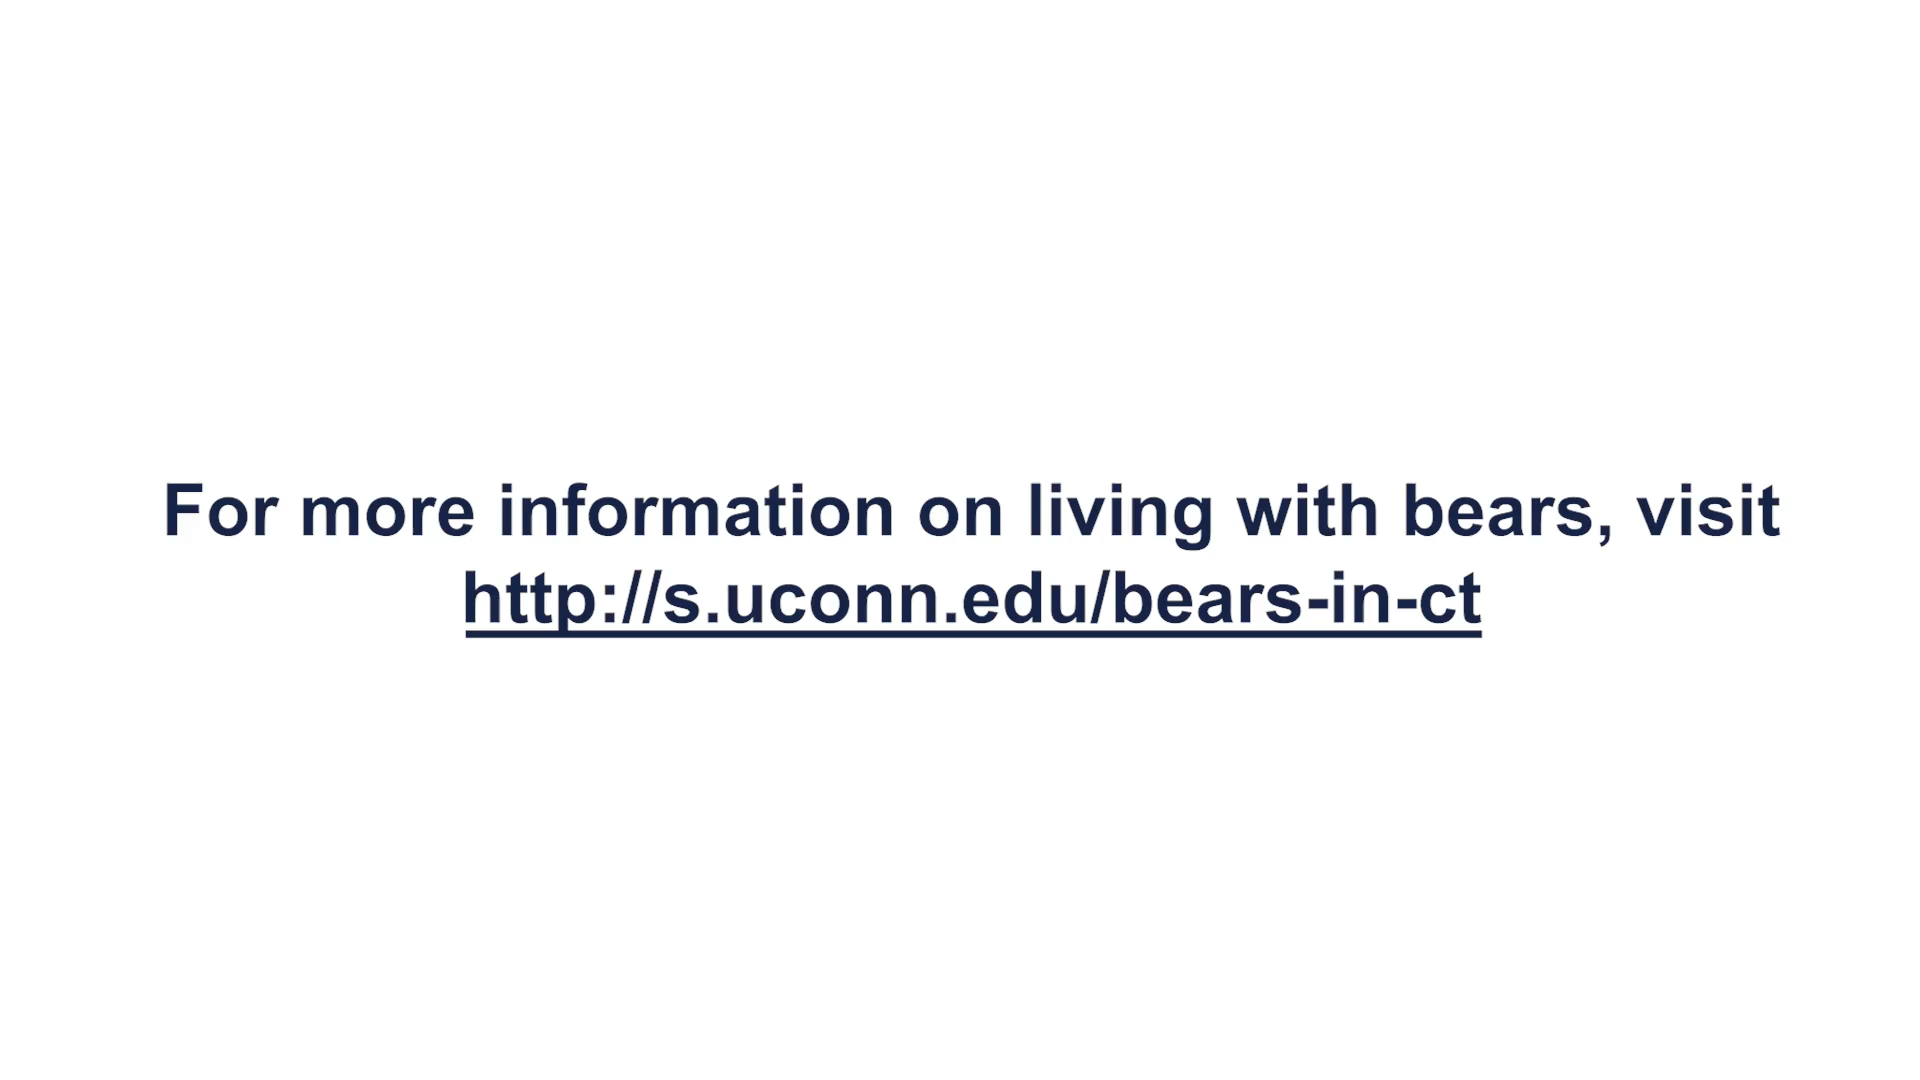 For more information on living with bears, visit
http://s.uconn.edu/bears-in-ct